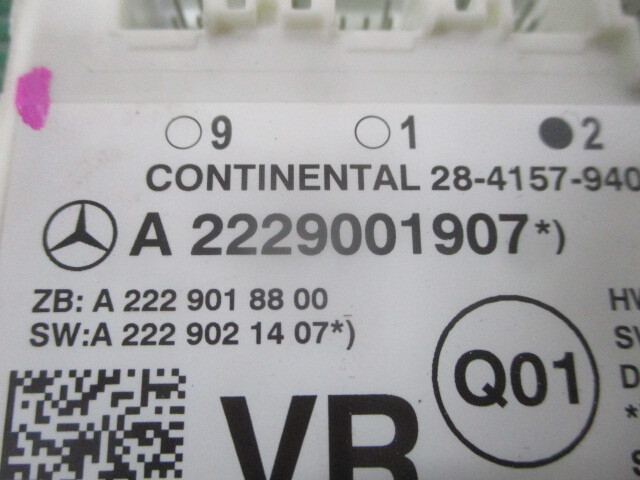 ○9 ○1 ●2
CONTINENTAL 28-4157-940
A 2229001907*)
ZB: A 222 901 88 00
SW:A 222 902 14 07*)
Q01
VB